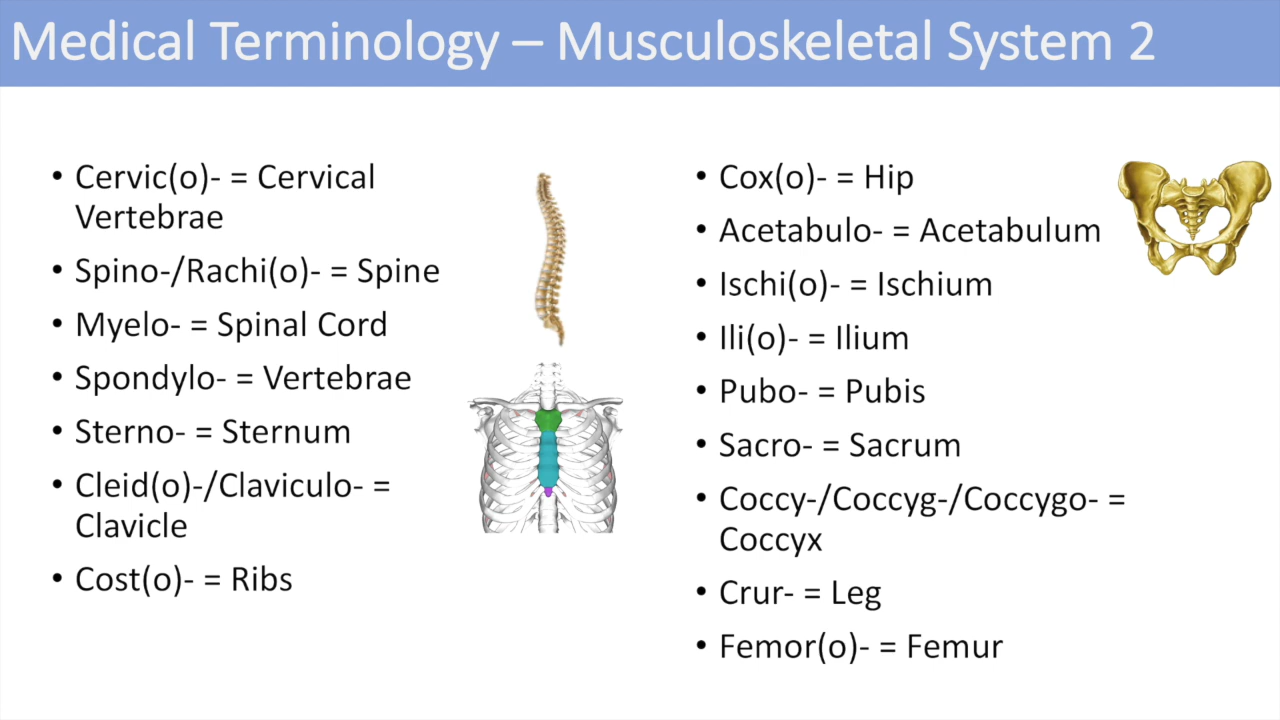 Medical Terminology – Musculoskeletal System 2
• Cervic(o)- = Cervical
Vertebrae
• Spino-/Rachi(o)- = Spine
• Myelo- = Spinal Cord
• Spondylo- = Vertebrae
• Sterno- = Sternum
• Cleid(o)-/Claviculo- =
Clavicle
• Cost(o)- = Ribs
• Cox(o)- = Hip
• Acetabulo- = Acetabulum
• Ischi(o)- = Ischium
• Ili(o)- = Ilium
• Pubo- = Pubis
• Sacro- = Sacrum
• Coccy-/Coccyg-/Coccygo- =
Coccyx
• Crur- = Leg
• Femor(o)- = Femur